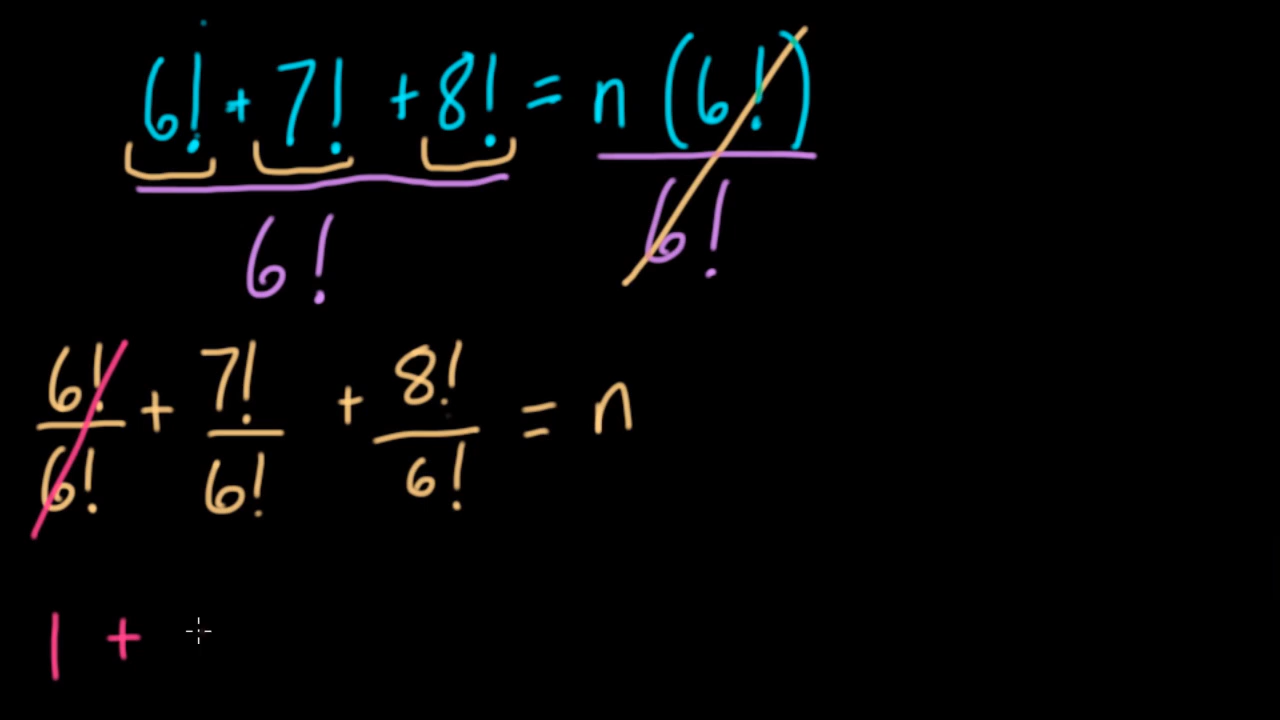 6! + 7! + 8! = n (6!)
6! 6!
6! + 7! + 8! = n
6! 6! 6!
1 +